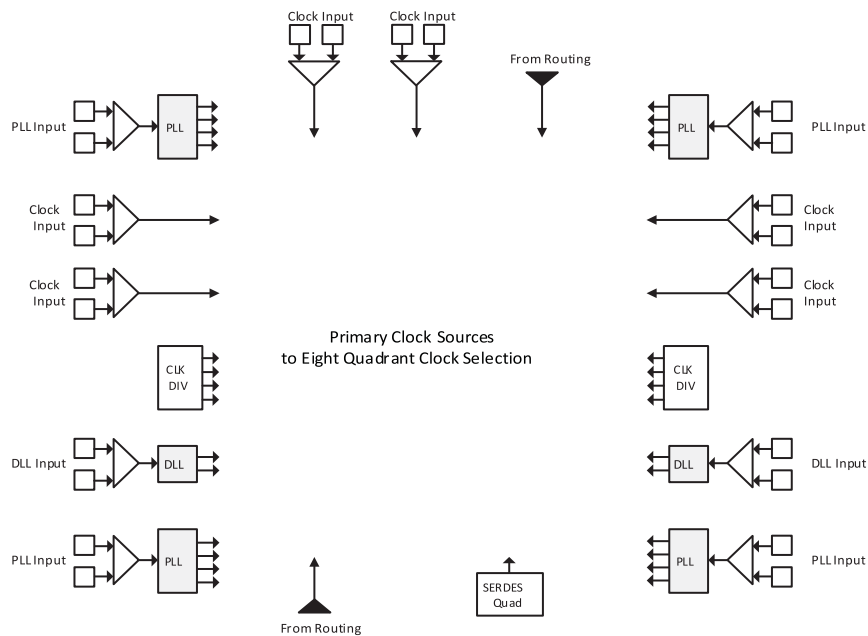 Clock Input
Clock Input
From Routing
PLL Input
PLL
PLL
PLL Input
Clock
Input
Clock
Input
Clock
Input
Clock
Input
Primary Clock Sources
to Eight Quadrant Clock Selection
CLK
DIV
CLK
DIV
DLL Input
DLL
DLL
DLL Input
PLL Input
PLL
PLL
PLL Input
SERDES
Quad
From Routing